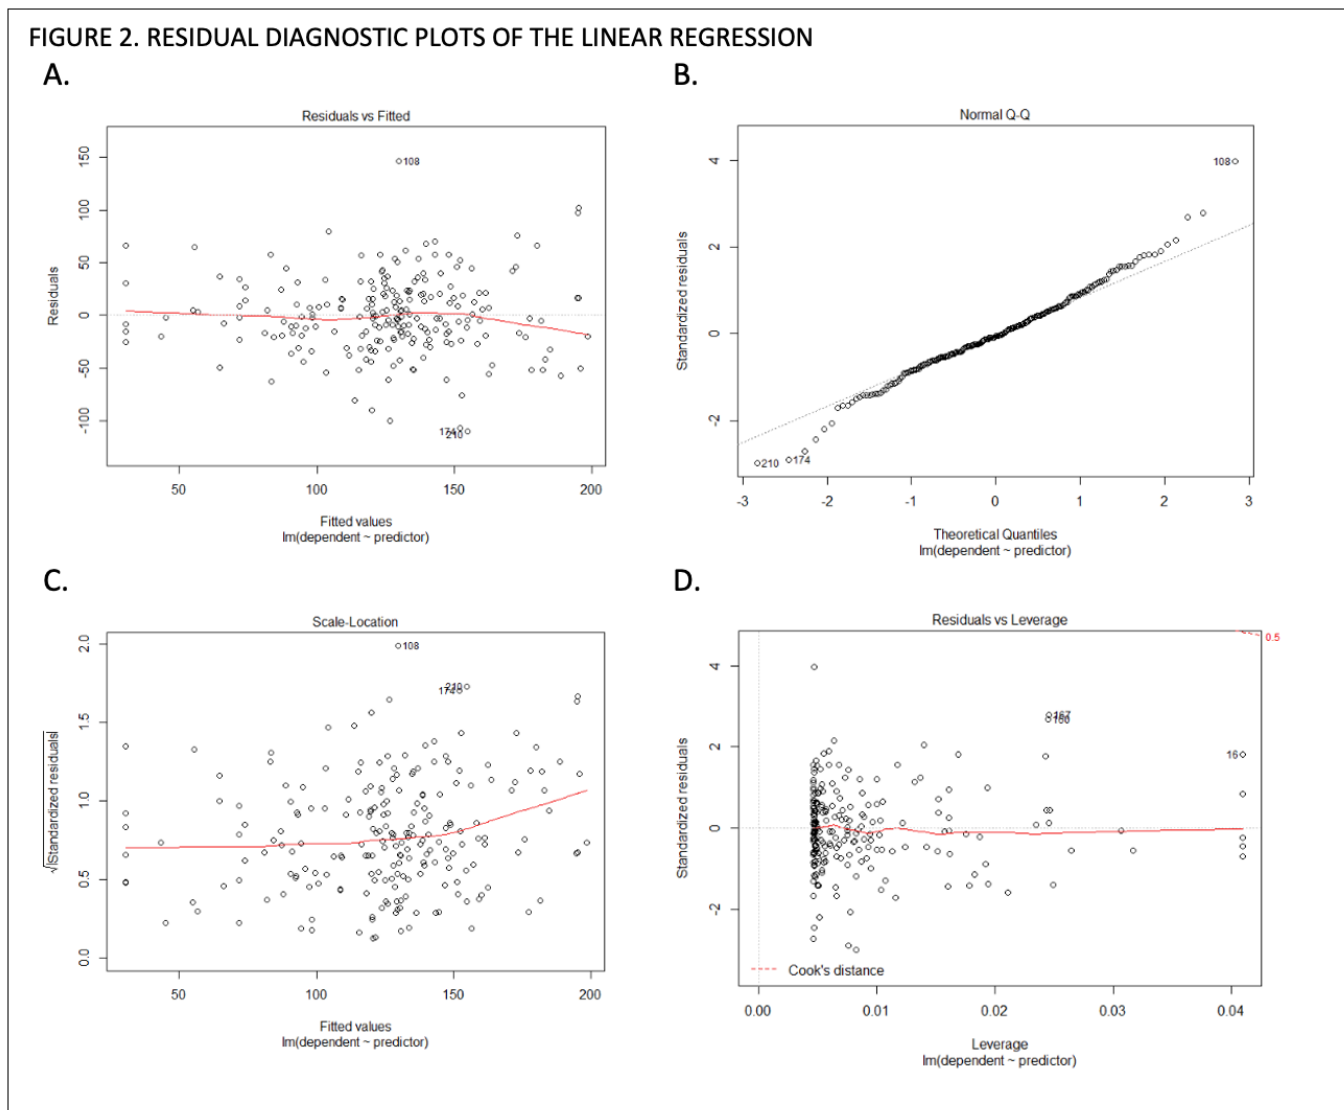 FIGURE 2. RESIDUAL DIAGNOSTIC PLOTS OF THE LINEAR REGRESSION
A.
Residuals vs Fitted
Residuals
150
100
50
0
-50
-100
108
174
210
50 100 150 200
Fitted values
lm(dependent ~ predictor)
B.
Normal Q-Q
Standardized residuals
4
2
0
-2
108
210
174
-3 -2 -1 0 1 2 3
Theoretical Quantiles
lm(dependent ~ predictor)
C.
Scale-Location
√|Standardized residuals|
2.0
1.5
1.0
0.5
0.0
108
210
174
50 100 150 200
Fitted values
lm(dependent ~ predictor)
D.
Residuals vs Leverage
Standardized residuals
4
2
0
-2
0.5
167
16
Cook's distance
0.00 0.01 0.02 0.03 0.04
Leverage
lm(dependent ~ predictor)